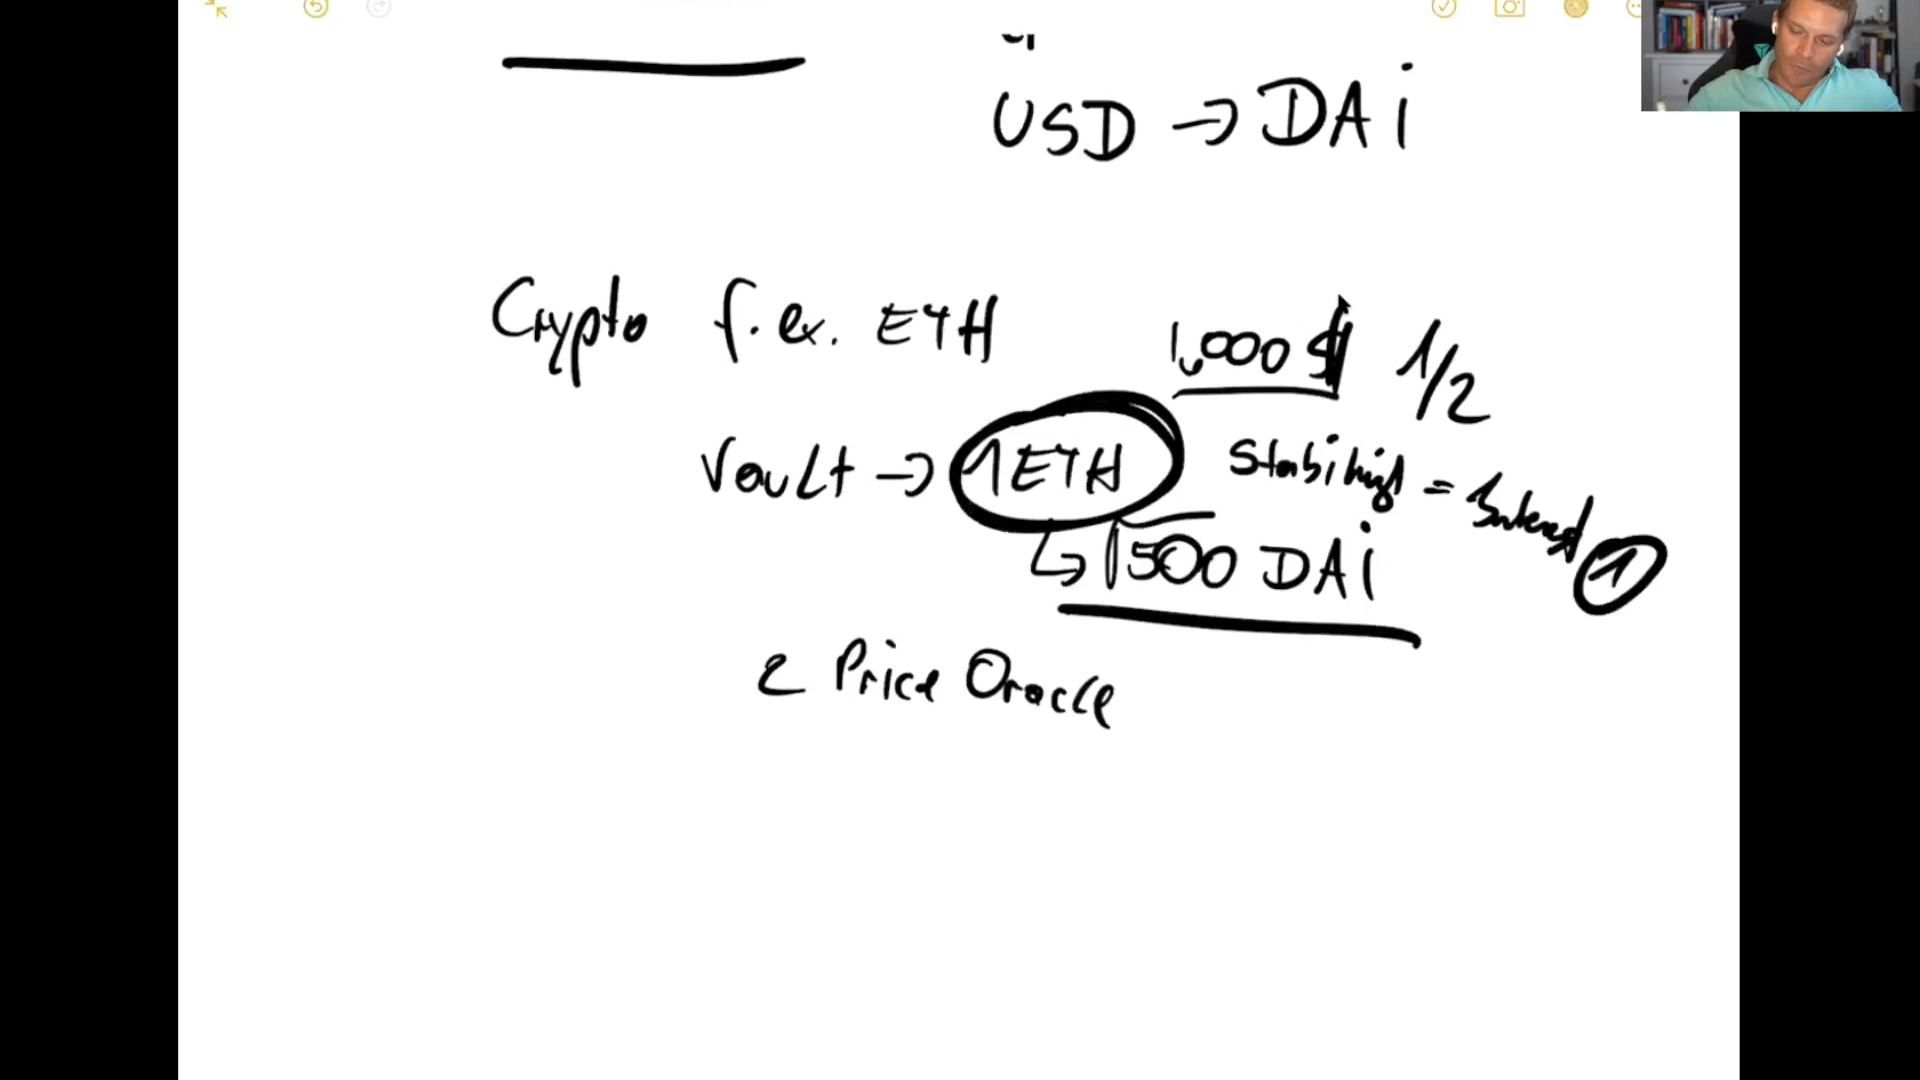 USD → DAi
Crypto f. ex. ETH
1,000 $ 1/2
Vault → 1 ETH
Stability = Interest 1
↳ 500 DAi
2 Price Oracle